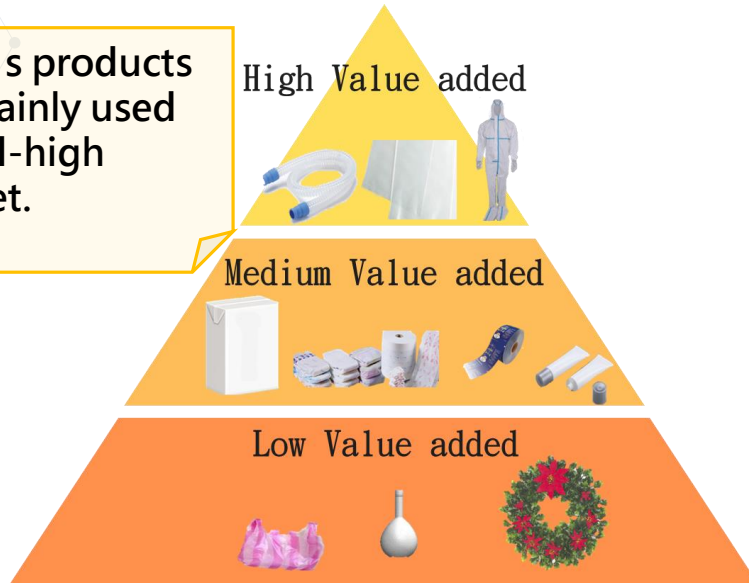 s products
ainly used
-high
et.
High Value added
Medium Value added
Low Value added